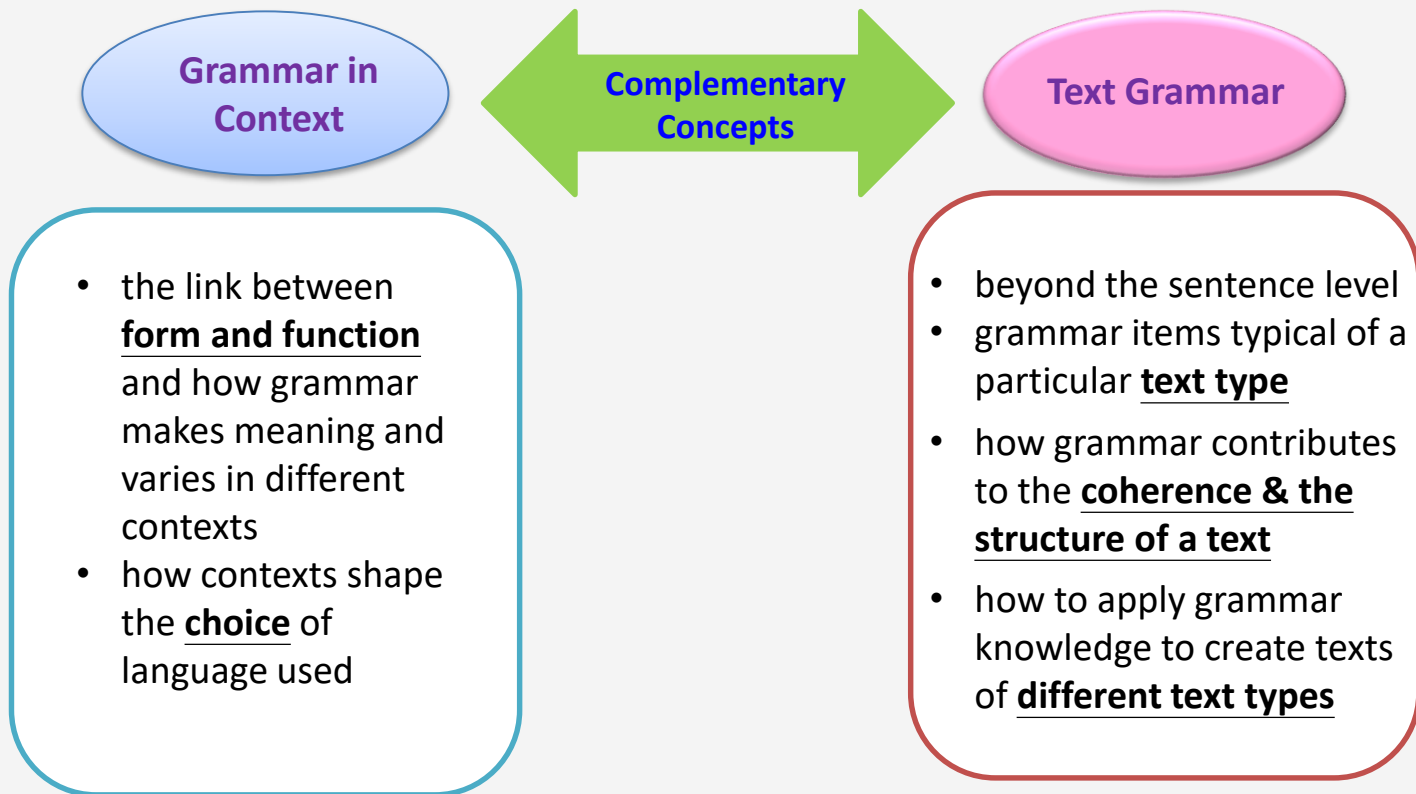 Grammar in
Context
Complementary
Concepts
Text Grammar
• the link between
form and function
and how grammar
makes meaning and
varies in different
contexts
• how contexts shape
the choice of
language used
• beyond the sentence level
• grammar items typical of a
particular text type
• how grammar contributes
to the coherence & the
structure of a text
• how to apply grammar
knowledge to create texts
of different text types